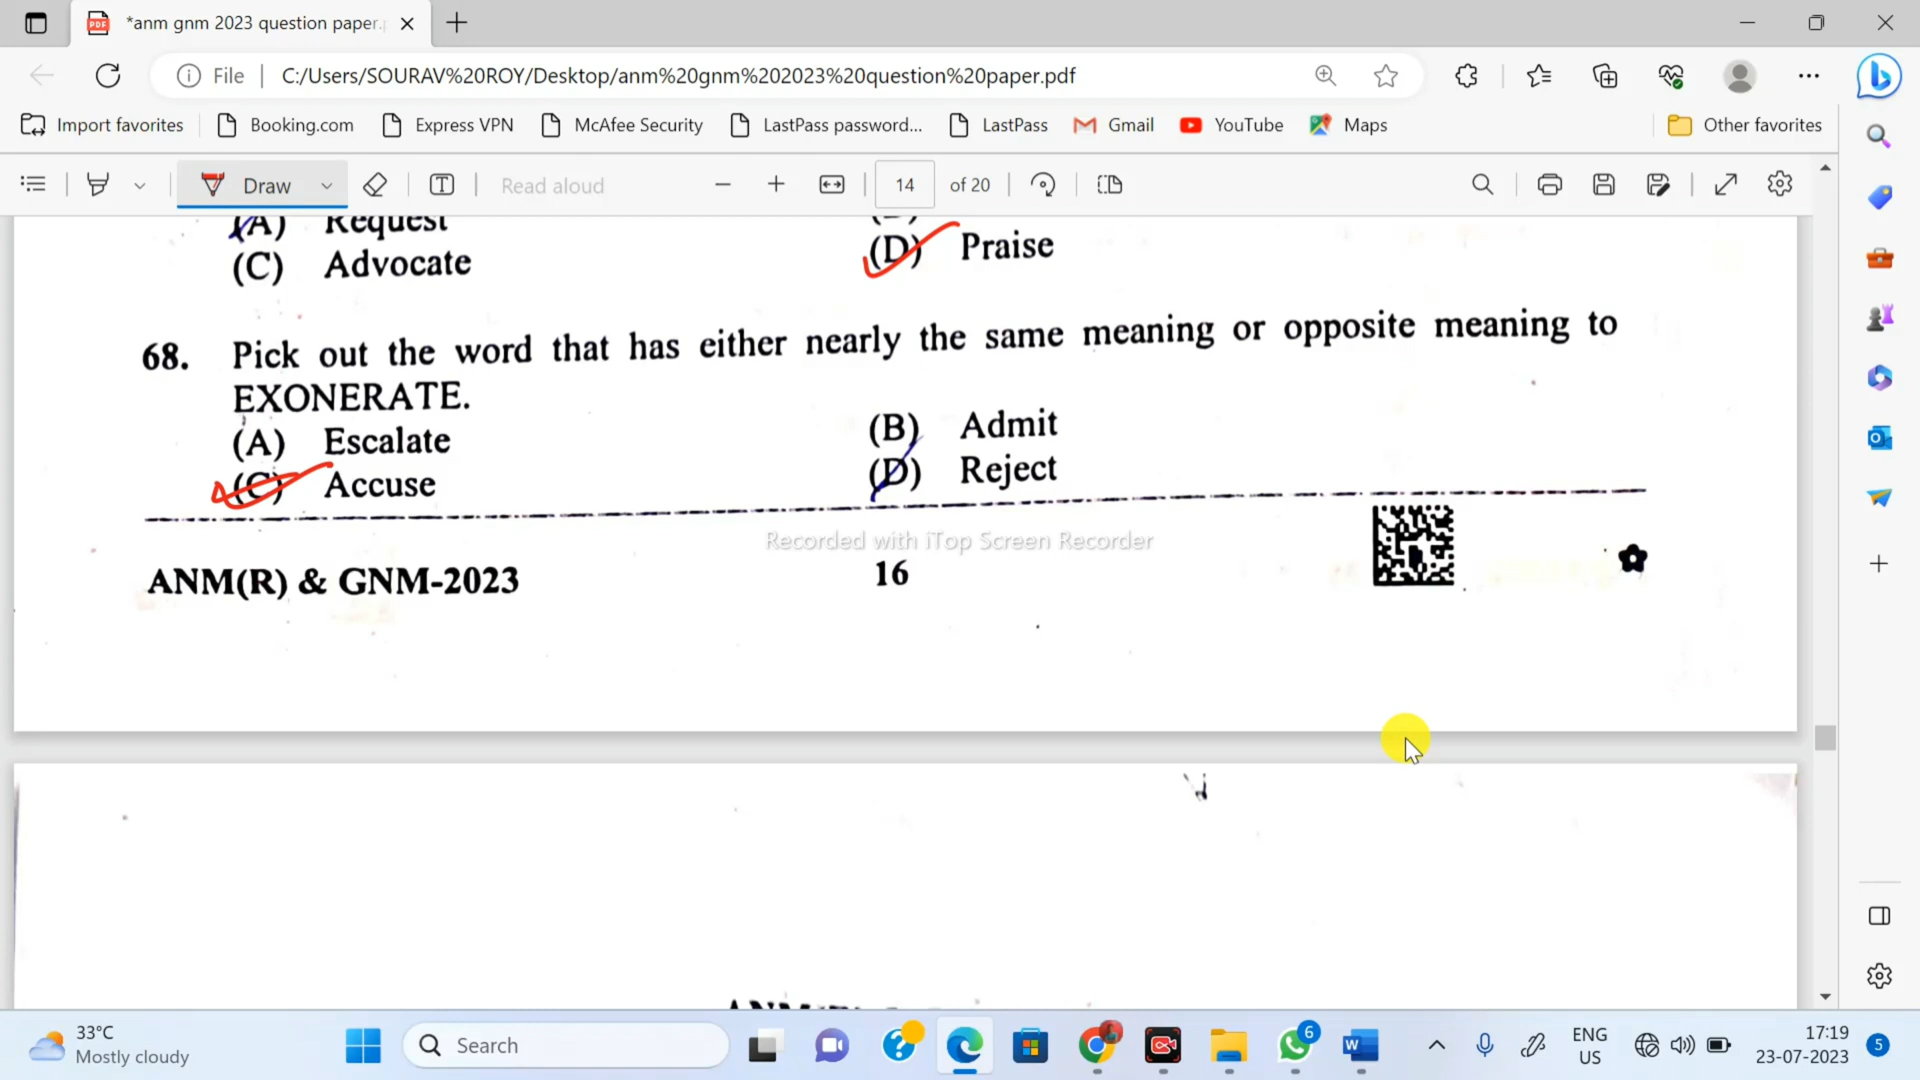 *anm gnm 2023 question paper.
File
C:/Users/SOURAV%20ROY/Desktop/anm%20gnm%202023%20question%20paper.pdf
Import favorites
Booking.com
Express VPN
McAfee Security
LastPass password...
LastPass
Gmail
YouTube
Maps
Other favorites
Draw
Read aloud
14 of 20
(A) Request
(C) Advocate
(D) Praise
68. Pick out the word that has either nearly the same meaning or opposite meaning to
EXONERATE.
(A) Escalate
(B) Admit
(C) Accuse
(D) Reject
Recorded with iTop Screen Recorder
ANM(R) & GNM-2023
16
33°C
Mostly cloudy
Search
6
ENG
US
17:19
23-07-2023
5